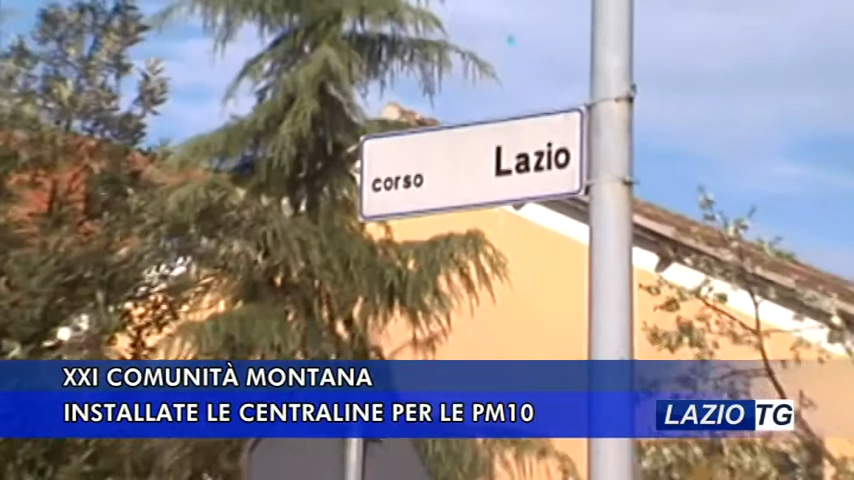 corso Lazio
XXI COMUNITÀ MONTANA
INSTALLATE LE CENTRALINE PER LE PM10
LAZIO TG